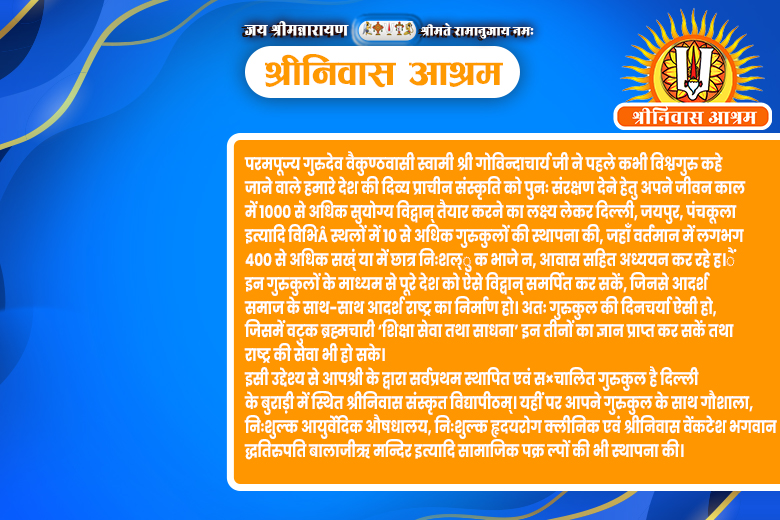 जय श्रीमन्नारायण श्रीमते रामानुजाय नमः
श्रीनिवास आश्रम
श्रीनिवास आश्रम
परमपूज्य गुरुदेव वैकुण्ठवासी स्वामी श्री गोविन्दाचार्य जी ने पहले कभी विश्वगुरु कहे
जाने वाले हमारे देश की दिव्य प्राचीन संस्कृति को पुनः संरक्षण देने हेतु अपने जीवन काल
में 1000 से अधिक सुयोग्य विद्वान् तैयार करने का लक्ष्य लेकर दिल्ली, जयपुर, पंचकूला
इत्यादि विभिÂ स्थलों में 10 से अधिक गुरुकुलों की स्थापना की, जहाँ वर्तमान में लगभग
400 से अधिक सख्ं या में छात्र निःशल्ु क भाजे न, आवास सहित अध्ययन कर रहे ह।ैं
इन गुरुकुलों के माध्यम से पूरे देश को ऐसे विद्वान् समर्पित कर सकें, जिनसे आदर्श
समाज के साथ-साथ आदर्श राष्ट्र का निर्माण हो। अतः गुरुकुल की दिनचर्या ऐसी हो,
जिसमें वटुक ब्रह्मचारी ‘शिक्षा सेवा तथा साधना’ इन तीनों का ज्ञान प्राप्त कर सकें तथा
राष्ट्र की सेवा भी हो सके।
इसी उद्देश्य से आपश्री के द्वारा सर्वप्रथम स्थापित एवं स×चालित गुरुकुल है दिल्ली
के बुराड़ी में स्थित श्रीनिवास संस्कृत विद्यापीठम्। यहीं पर आपने गुरुकुल के साथ गौशाला,
निःशुल्क आयुर्वेदिक औषधालय, निःशुल्क हृदयरोग क्लीनिक एवं श्रीनिवास वेंकटेश भगवान
द्धतिरुपति बालाजीऋ मन्दिर इत्यादि सामाजिक पक्र ल्पों की भी स्थापना की।